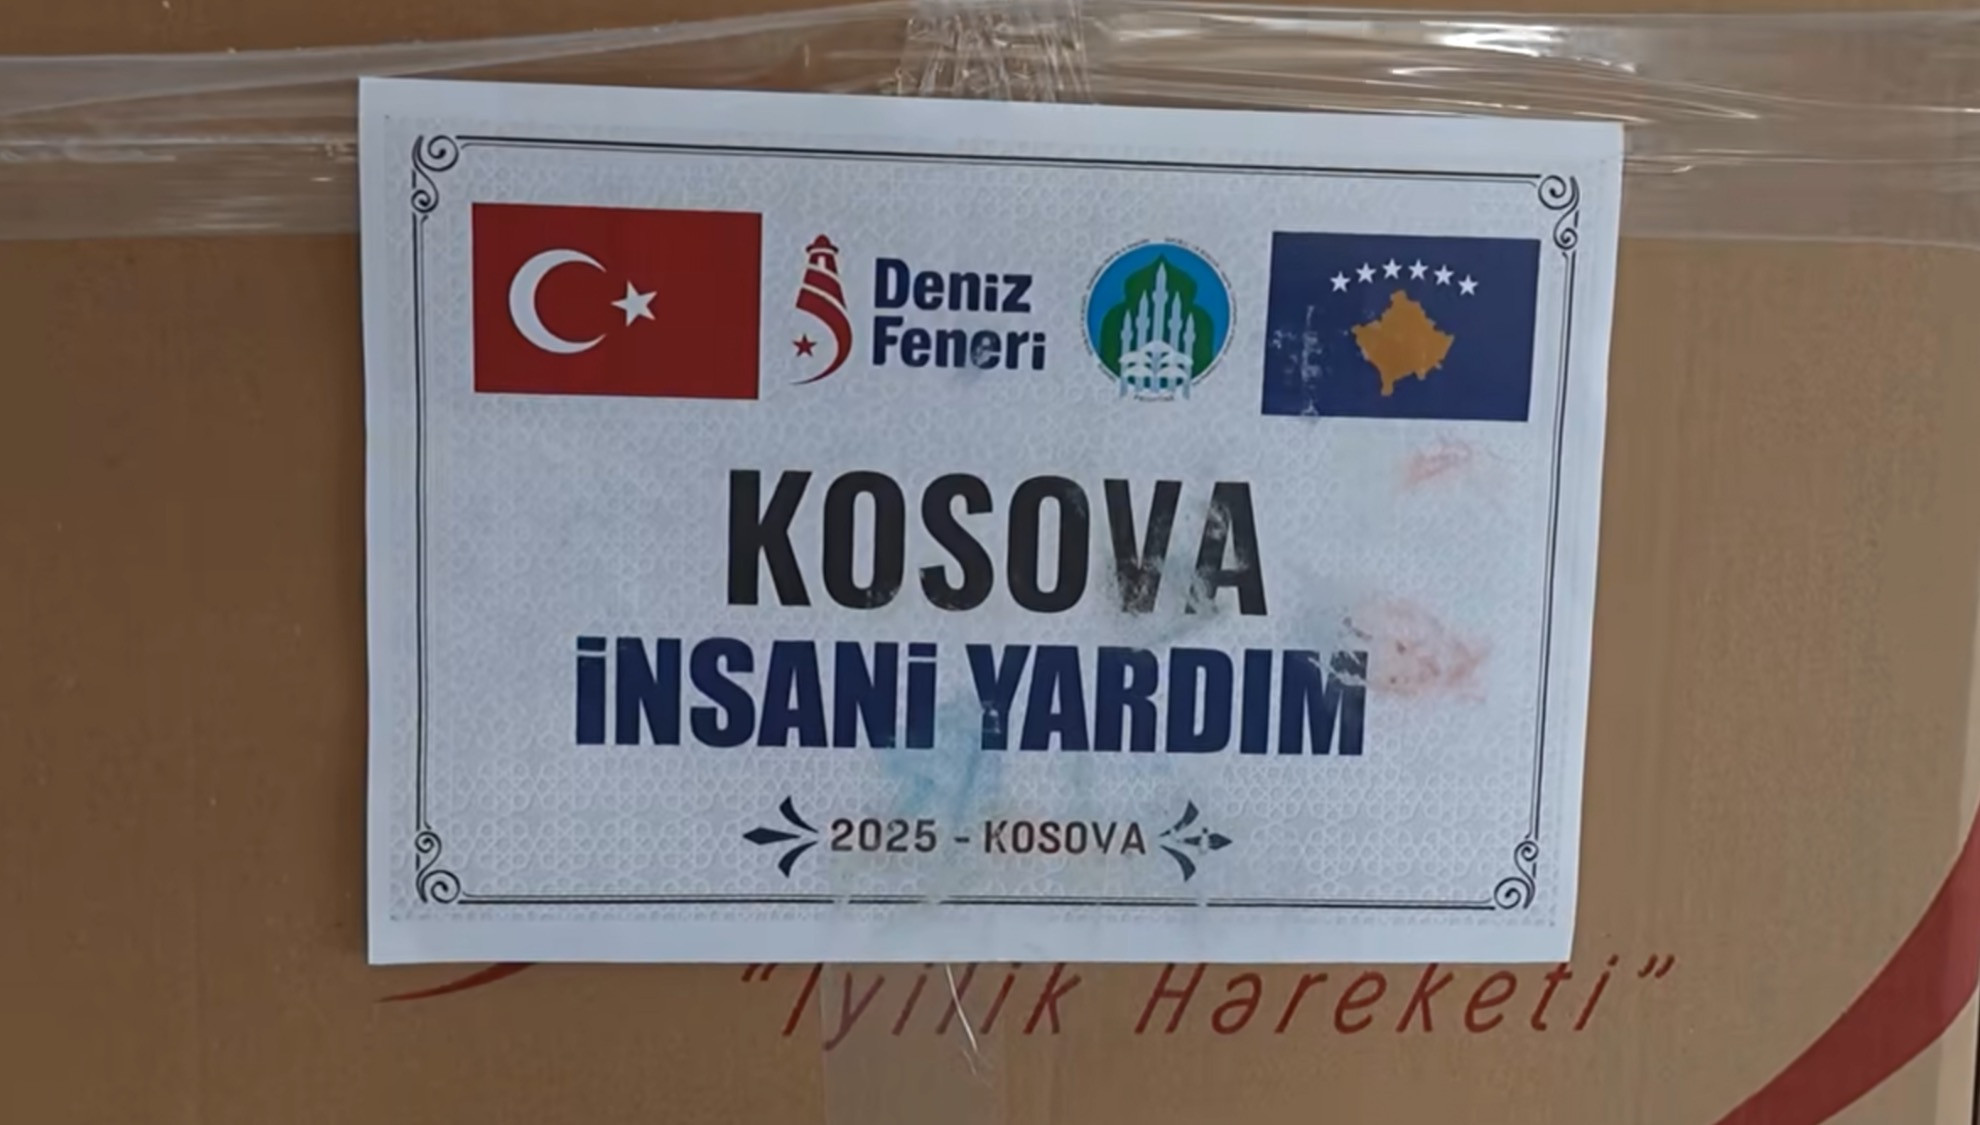 Deniz
Feneri
KOSOVA
İNSANİ YARDIM
2025 - KOSOVA
"İyilik Hareketi"